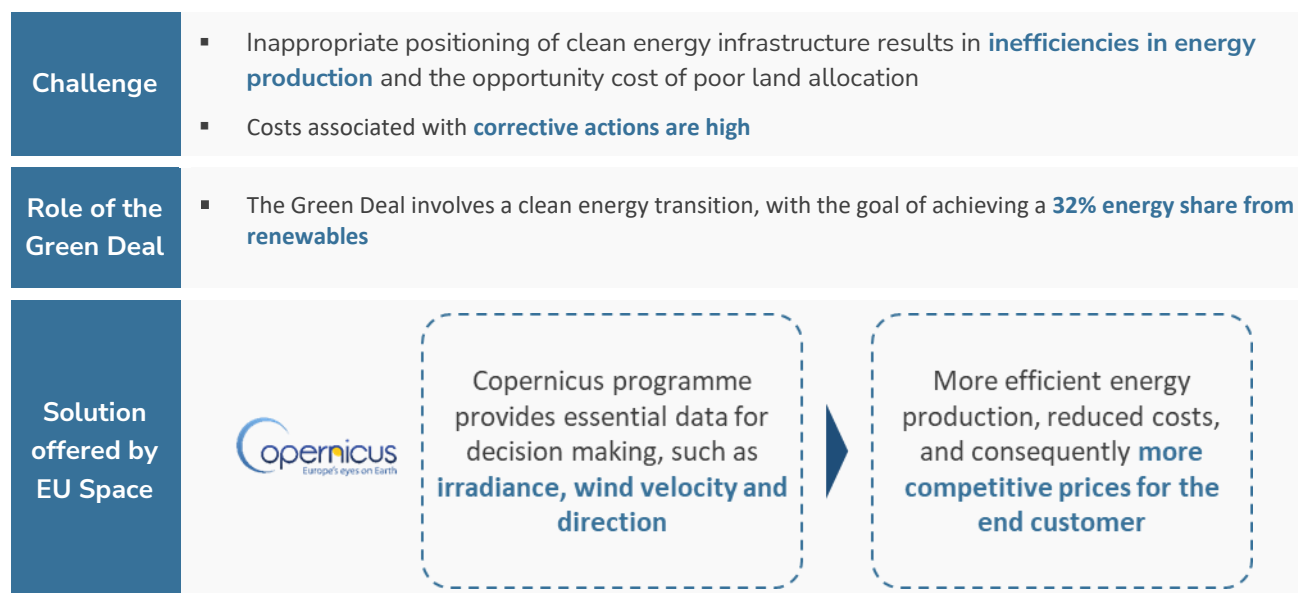 Challenge
▪ Inappropriate positioning of clean energy infrastructure results in inefficiencies in energy
production and the opportunity cost of poor land allocation
▪ Costs associated with corrective actions are high
Role of the
Green Deal
▪ The Green Deal involves a clean energy transition, with the goal of achieving a 32% energy share from
renewables
Solution
offered by
EU Space
Copernicus
Europe's eyes on Earth
Copernicus programme
provides essential data for
decision making, such as
irradiance, wind velocity and
direction
More efficient energy
production, reduced costs,
and consequently more
competitive prices for the
end customer